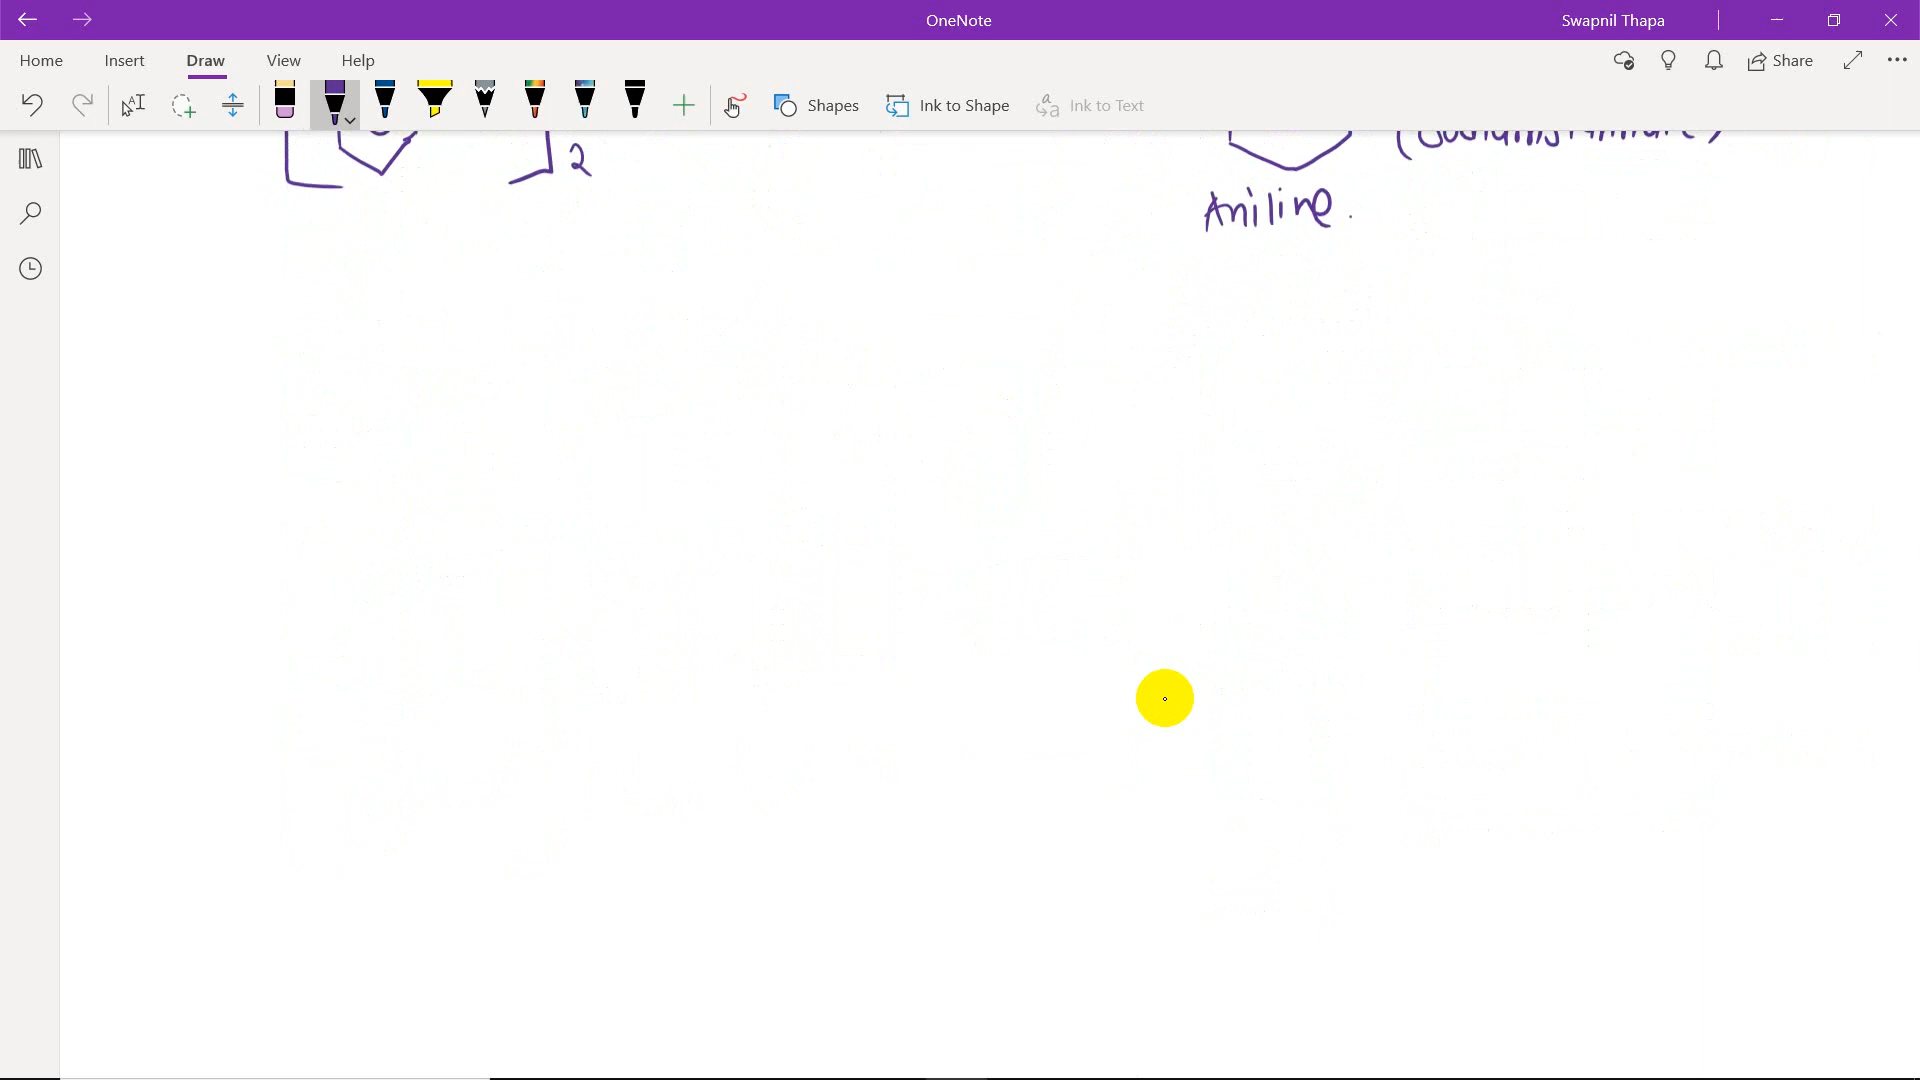 OneNote
Swapnil Thapa
Home Insert Draw View Help
Share
Shapes
Ink to Shape
Ink to Text
2
Aniline.